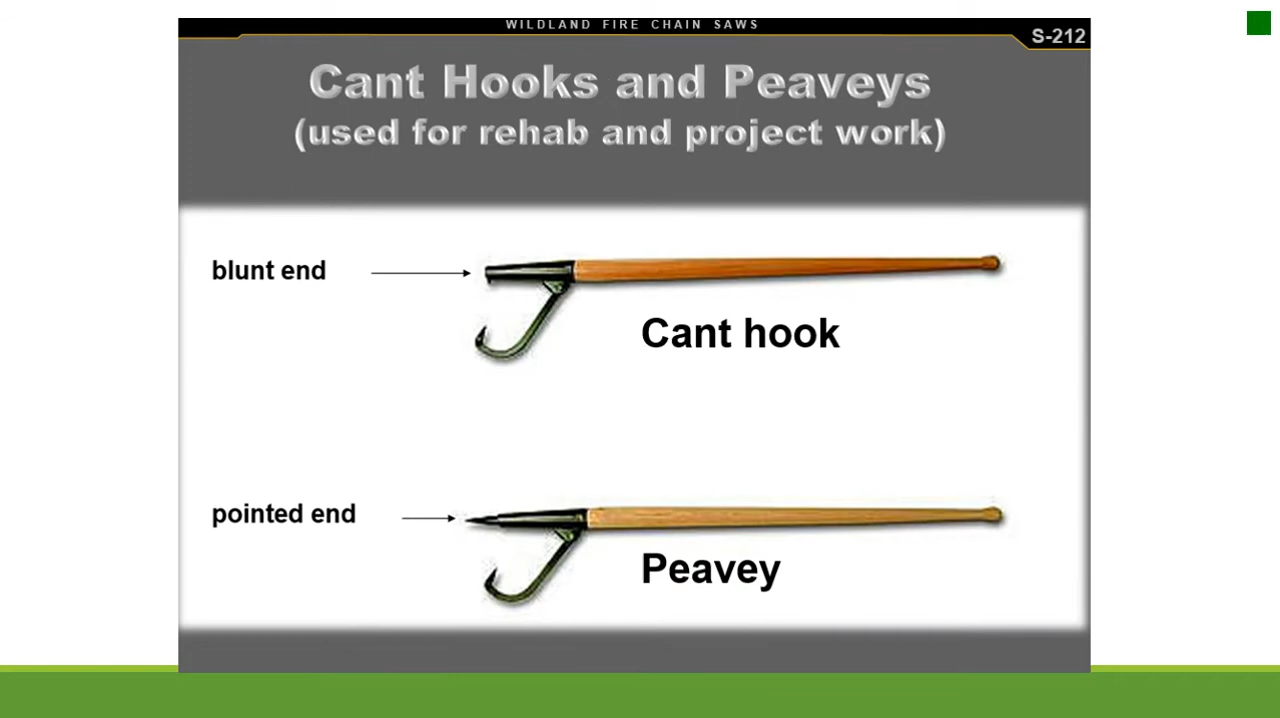 WILDLAND FIRE CHAIN SAWS
S-212
Cant Hooks and Peaveys
(used for rehab and project work)
blunt end
Cant hook
pointed end
Peavey